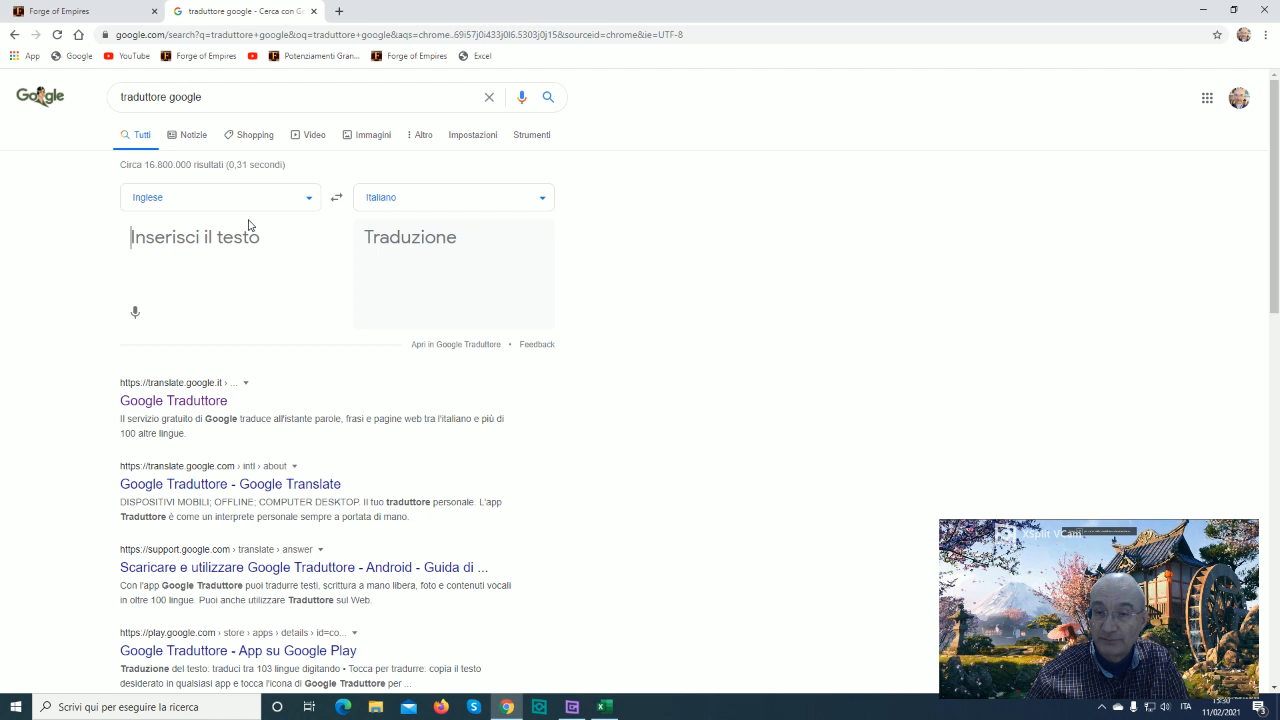 Forge of Empires
traduttore google - Cerca con Go
google.com/search?q=traduttore+google&oq=traduttore+google&aqs=chrome..69i57j0i433j0l6.5303j0j15&sourceid=chrome&ie=UTF-8
App Google YouTube Forge of Empires Potenziamenti Gran... Forge of Empires Excel
Google
traduttore google
Tutti Notizie Shopping Video Immagini Altro Impostazioni Strumenti
Circa 16.800.000 risultati (0,31 secondi)
Inglese Italiano
Inserisci il testo Traduzione
Apri in Google Traduttore • Feedback
https://translate.google.it › ...
Google Traduttore
Il servizio gratuito di Google traduce all'istante parole, frasi e pagine web tra l'italiano e più di
100 altre lingue.
https://translate.google.com › intl › about
Google Traduttore - Google Translate
DISPOSITIVI MOBILI; OFFLINE; COMPUTER DESKTOP. Il tuo traduttore personale. L'app
Traduttore è come un interprete personale sempre a portata di mano.
https://support.google.com › translate › answer
Scaricare e utilizzare Google Traduttore - Android - Guida di ...
Con l'app Google Traduttore puoi tradurre testi, scrittura a mano libera, foto e contenuti vocali
in oltre 100 lingue. Puoi anche utilizzare Traduttore sul Web.
https://play.google.com › store › apps › details › id=co...
Google Traduttore - App su Google Play
Traduzione del testo: traduci tra 103 lingue digitando • Tocca per tradurre: copia il testo
desiderato in qualsiasi app e tocca l'icona di Google Traduttore per ...
XSplit VCam
Scrivi qui per eseguire la ricerca
ITA
15:30
11/02/2021